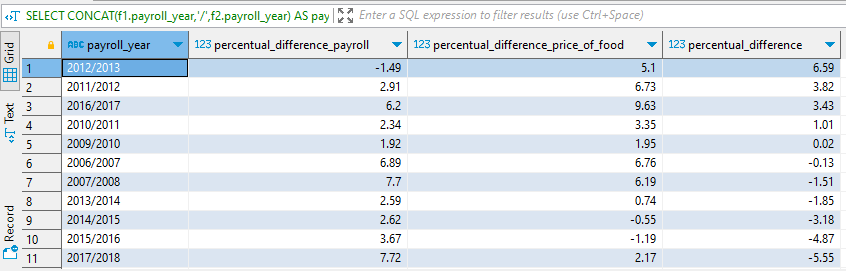 SELECT CONCAT(f1.payroll_year,'/',f2.payroll_year) AS pay Enter a SQL expression to filter results (use Ctrl+Space)
Grid
Text
Record
ABC payroll_year 123 percentual_difference_payroll 123 percentual_difference_price_of_food 123 percentual_difference
1 2012/2013 -1.49 5.1 6.59
2 2011/2012 2.91 6.73 3.82
3 2016/2017 6.2 9.63 3.43
4 2010/2011 2.34 3.35 1.01
5 2009/2010 1.92 1.95 0.02
6 2006/2007 6.89 6.76 -0.13
7 2007/2008 7.7 6.19 -1.51
8 2013/2014 2.59 0.74 -1.85
9 2014/2015 2.62 -0.55 -3.18
10 2015/2016 3.67 -1.19 -4.87
11 2017/2018 7.72 2.17 -5.55